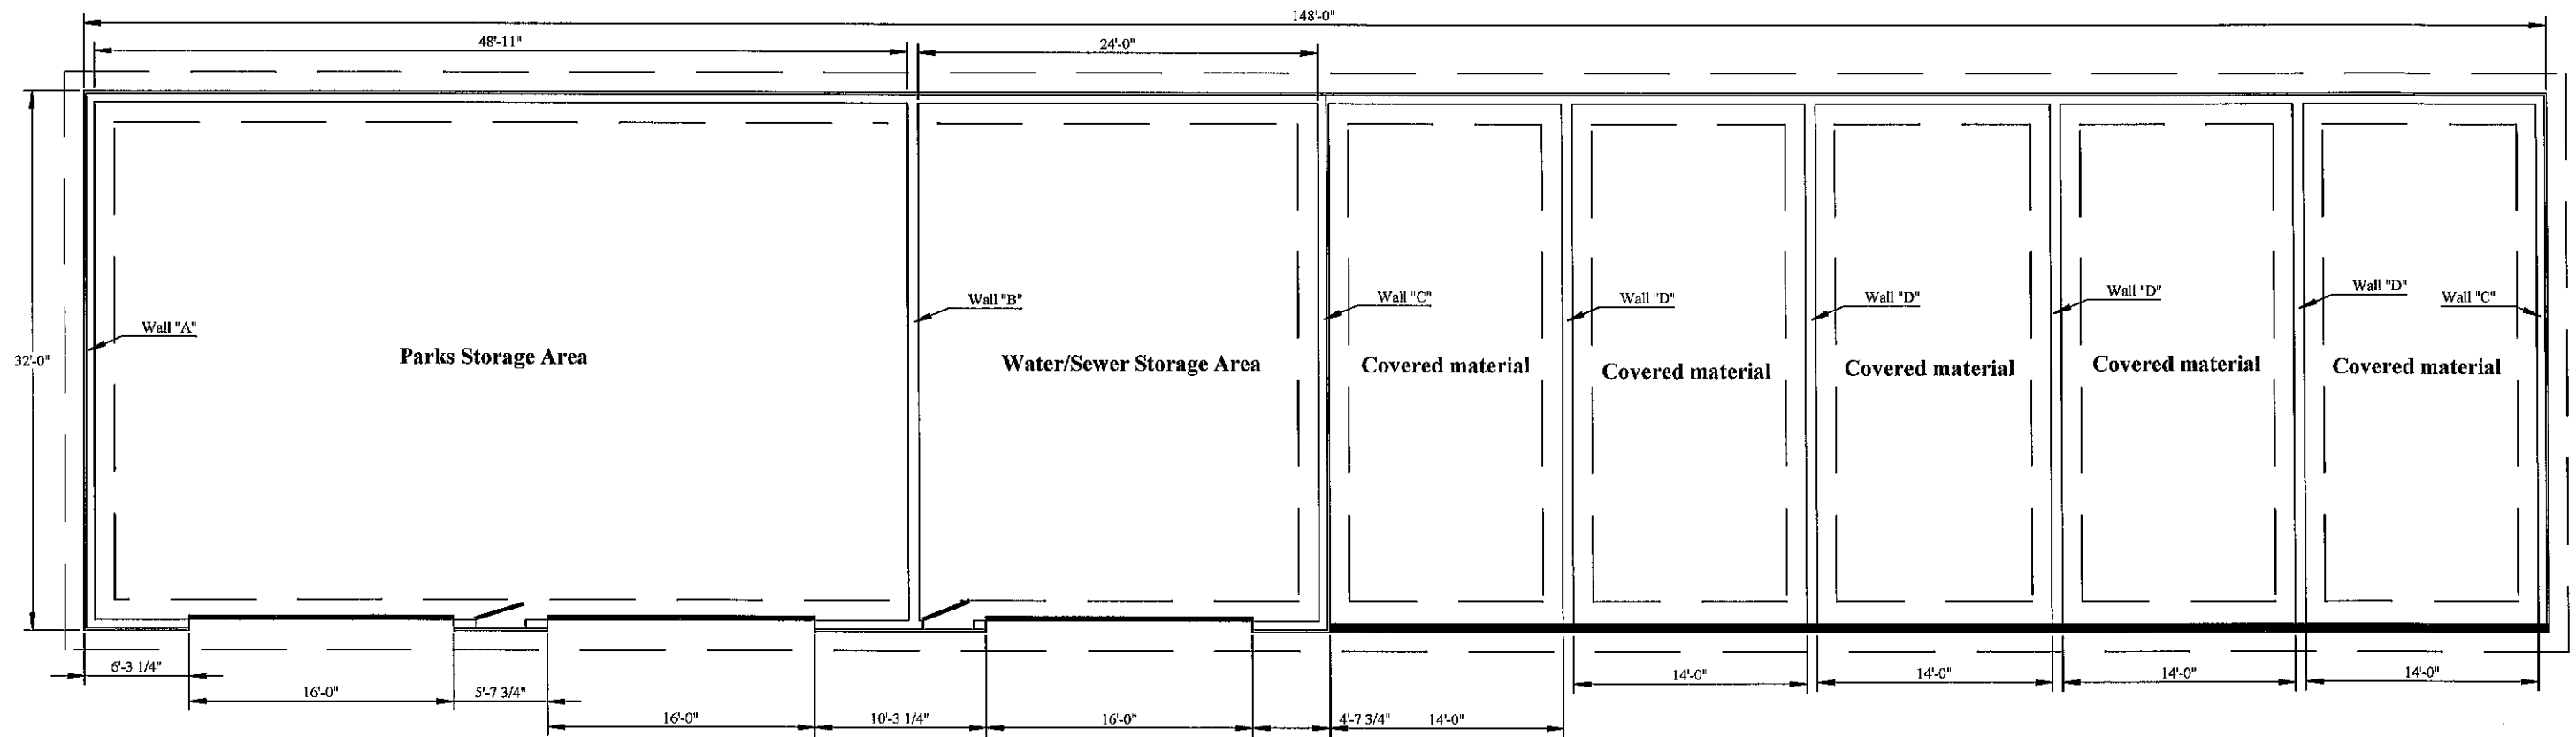 148'-0"
48'-11"
24'-0"
Wall "A"
Wall "B"
Wall "C"
Wall "D"
Wall "D"
Wall "D"
Wall "D"
Wall "C"
32'-0"
Parks Storage Area
Water/Sewer Storage Area
Covered material
Covered material
Covered material
Covered material
Covered material
6'-3 1/4"
16'-0"
5'-7 3/4"
16'-0"
10'-3 1/4"
16'-0"
4'-7 3/4"
14'-0"
14'-0"
14'-0"
14'-0"
14'-0"